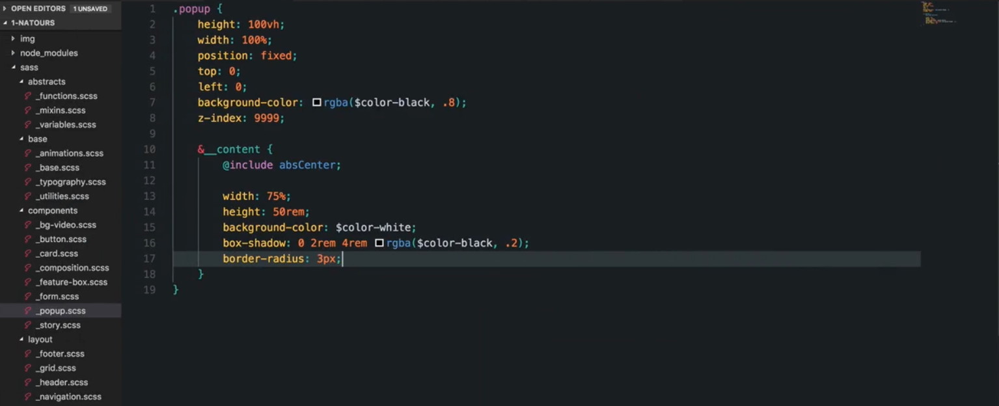 OPEN EDITORS 1 UNSAVED
1-NATOURS
img
node_modules
sass
abstracts
_functions.scss
_mixins.scss
_variables.scss
base
_animations.scss
_base.scss
_typography.scss
_utilities.scss
components
_bg-video.scss
_button.scss
_card.scss
_composition.scss
_feature-box.scss
_form.scss
_popup.scss
_story.scss
layout
_footer.scss
_grid.scss
_header.scss
_navigation.scss
1 .popup {
2 height: 100vh;
3 width: 100%;
4 position: fixed;
5 top: 0;
6 left: 0;
7 background-color: rgba($color-black, .8);
8 z-index: 9999;
9
10 &__content {
11 @include absCenter;
12
13 width: 75%;
14 height: 50rem;
15 background-color: $color-white;
16 box-shadow: 0 2rem 4rem rgba($color-black, .2);
17 border-radius: 3px;
18 }
19 }